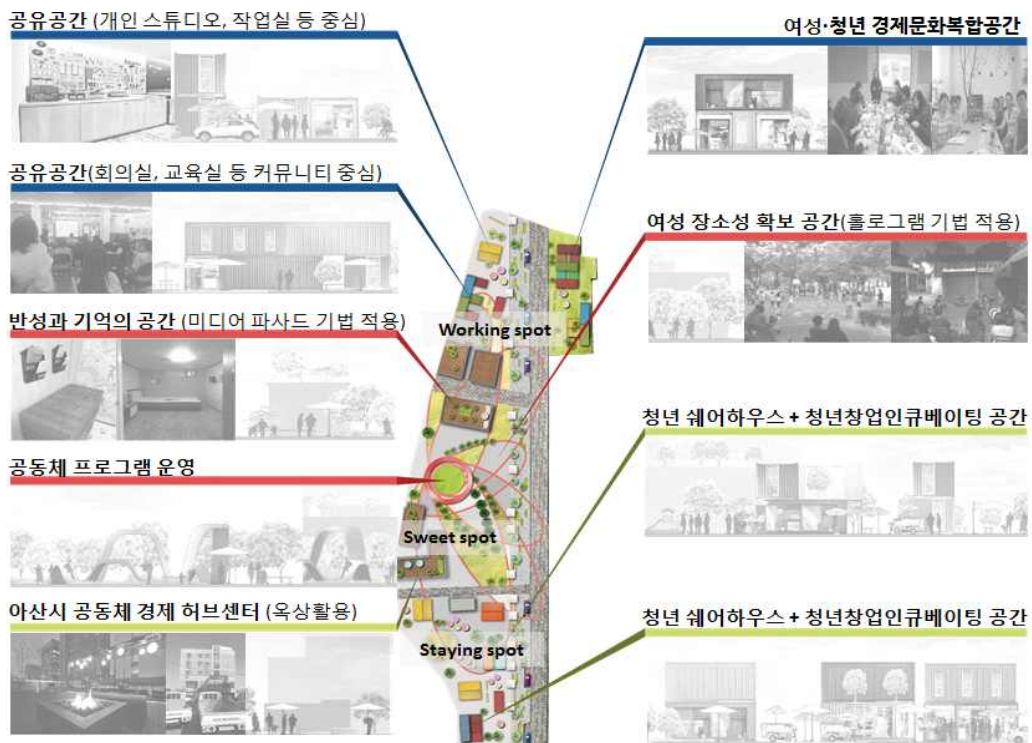 공유공간 (개인 스튜디오, 작업실 등 중심)
여성·청년 경제문화복합공간
공유공간(회의실, 교육실 등 커뮤니티 중심)
여성 장소성 확보 공간(홀로그램 기법 적용)
반성과 기억의 공간 (미디어 파사드 기법 적용)
Working spot
청년 쉐어하우스 + 청년창업인큐베이팅 공간
공동체 프로그램 운영
Sweet spot
아산시 공동체 경제 허브센터 (옥상활용)
청년 쉐어하우스 + 청년창업인큐베이팅 공간
Staying spot